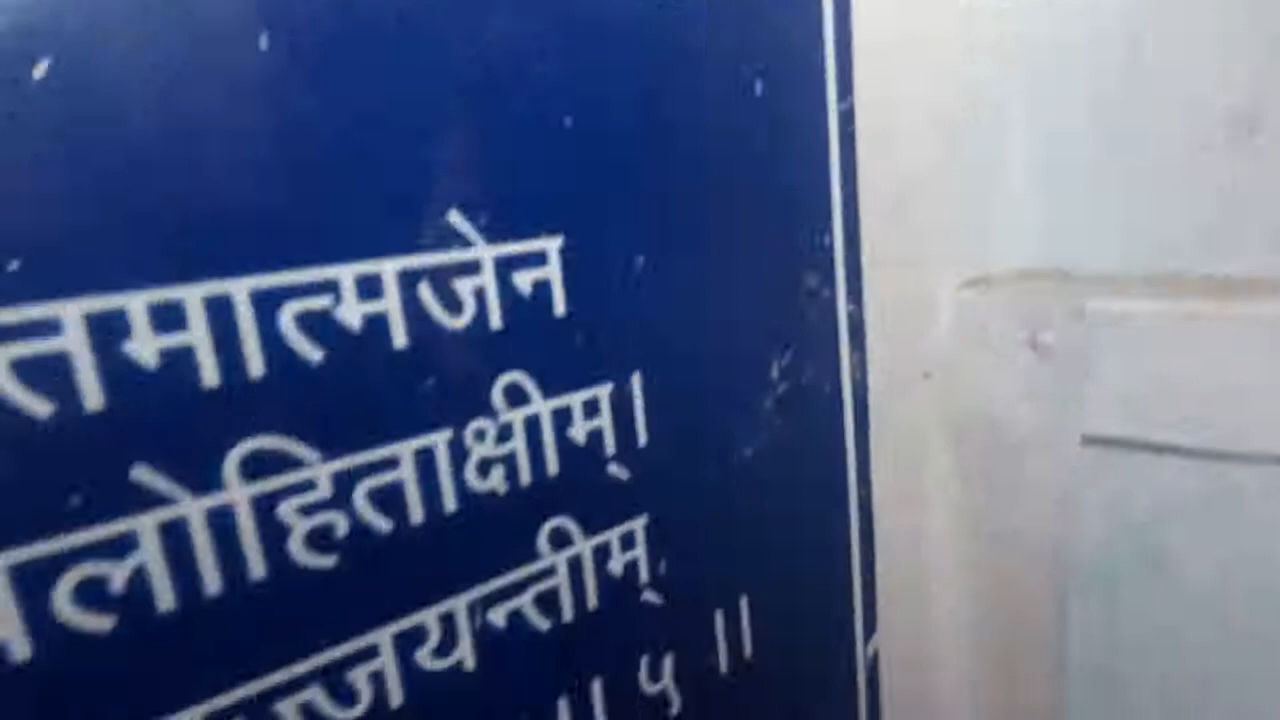 तमात्मजेन
लोहिताक्षीम्।
जयन्तीम्
॥ ५ ॥